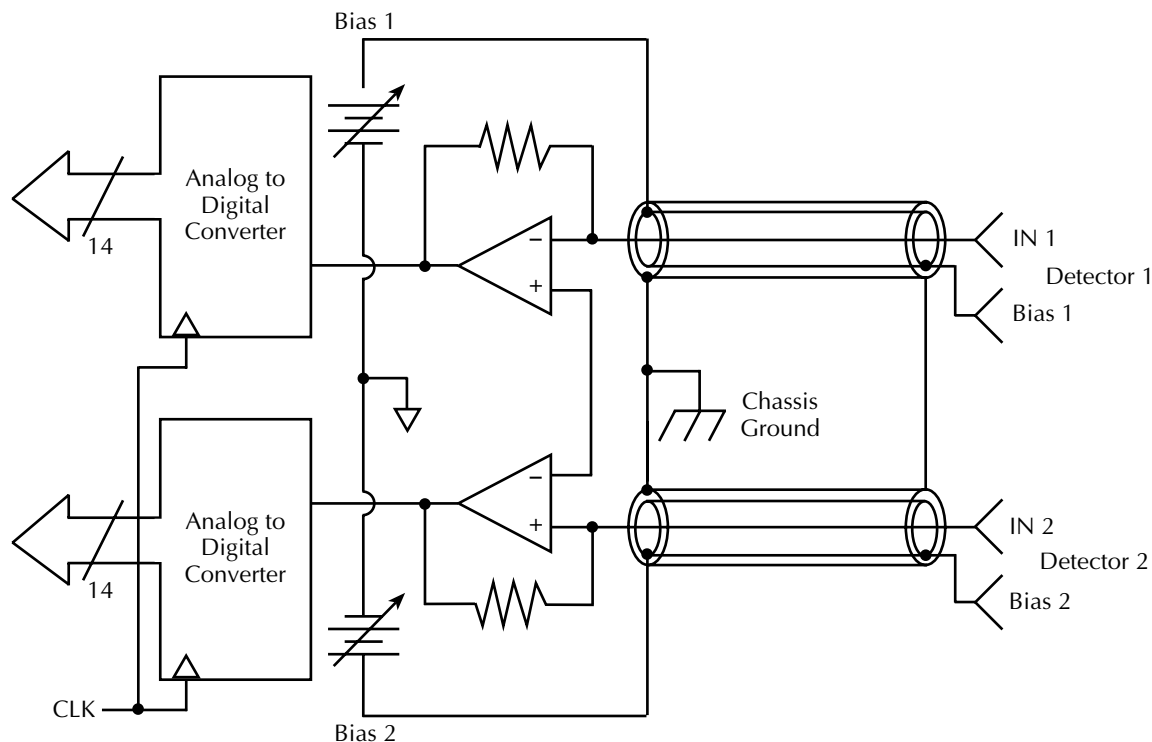 Bias 1
Analog to
Digital
Converter
14
−
+
IN 1
Detector 1
Bias 1
Chassis
Ground
Analog to
Digital
Converter
14
−
+
IN 2
Detector 2
Bias 2
CLK
Bias 2